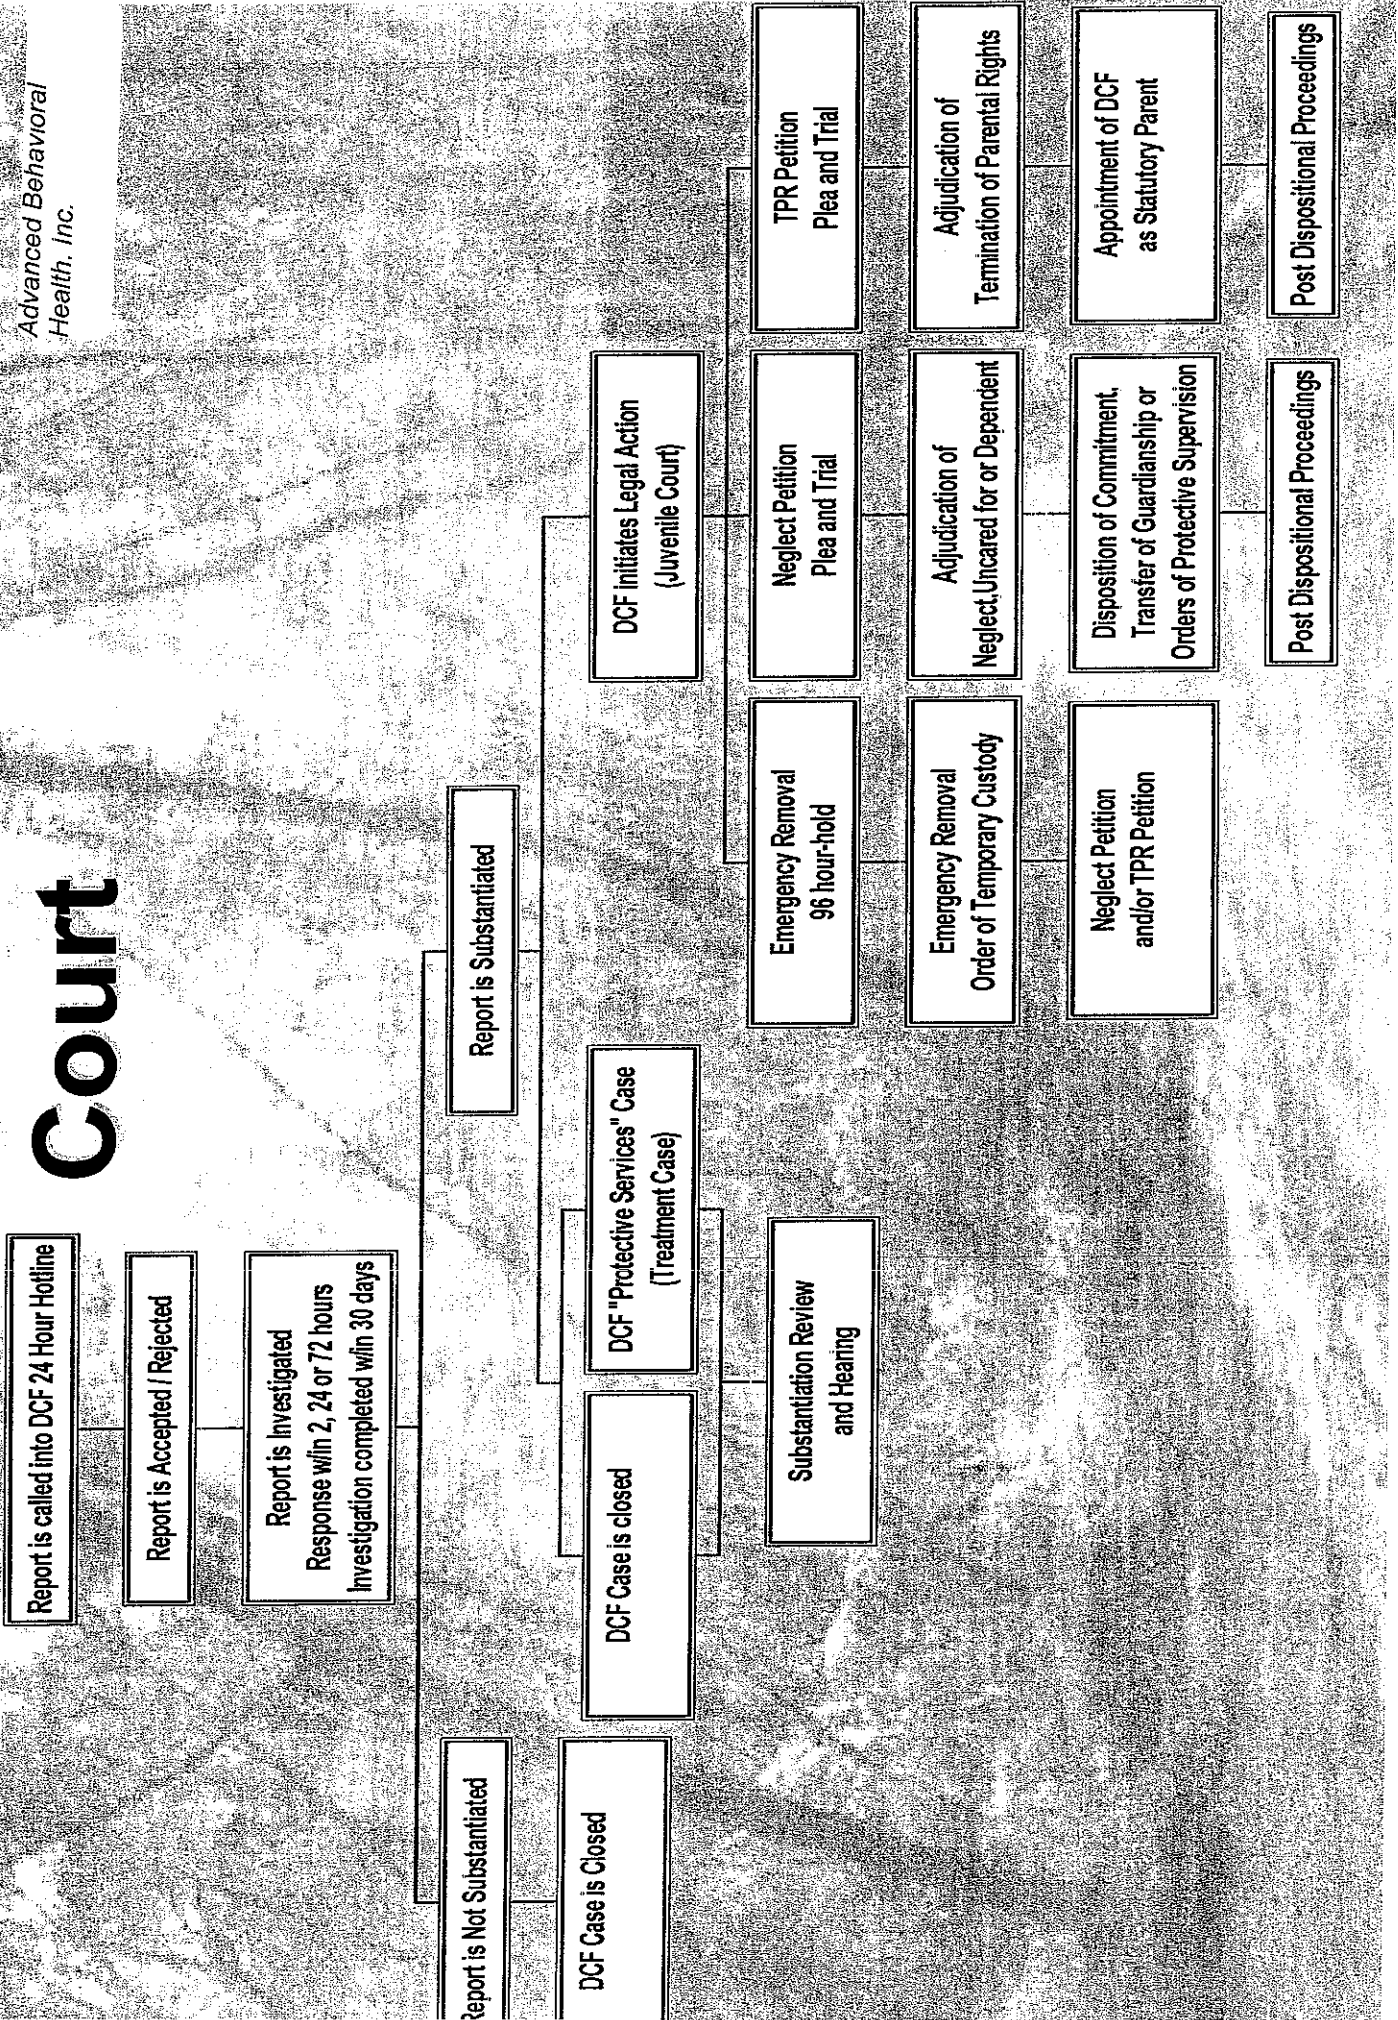 Advanced Behavioral
Health. Inc.
Court
Report is called into DCF 24 Hour Hotline
Report is Accepted / Rejected
Report is Investigated
Response w/in 2, 24 or 72 hours
Investigation completed w/in 30 days
Report is Not Substantiated
Report is Substantiated
DCF Case is Closed
DCF Case is closed
DCF "Protective Services" Case
(Treatment Case)
DCF initiates Legal Action
(Juvenile Court)
Substantiation Review
and Hearing
Emergency Removal
96 hour-hold
Neglect Petition
Plea and Trial
TPR Petition
Plea and Trial
Emergency Removal
Order of Temporary Custody
Adjudication of
Neglect,Uncared for or Dependent
Adjudication of
Termination of Parental Rights
Neglect Petition
and/or TPR Petition
Disposition of Commitment,
Transfer of Guardianship or
Orders of Protective Supervision
Appointment of DCF
as Statutory Parent
Post Dispositional Proceedings
Post Dispositional Proceedings